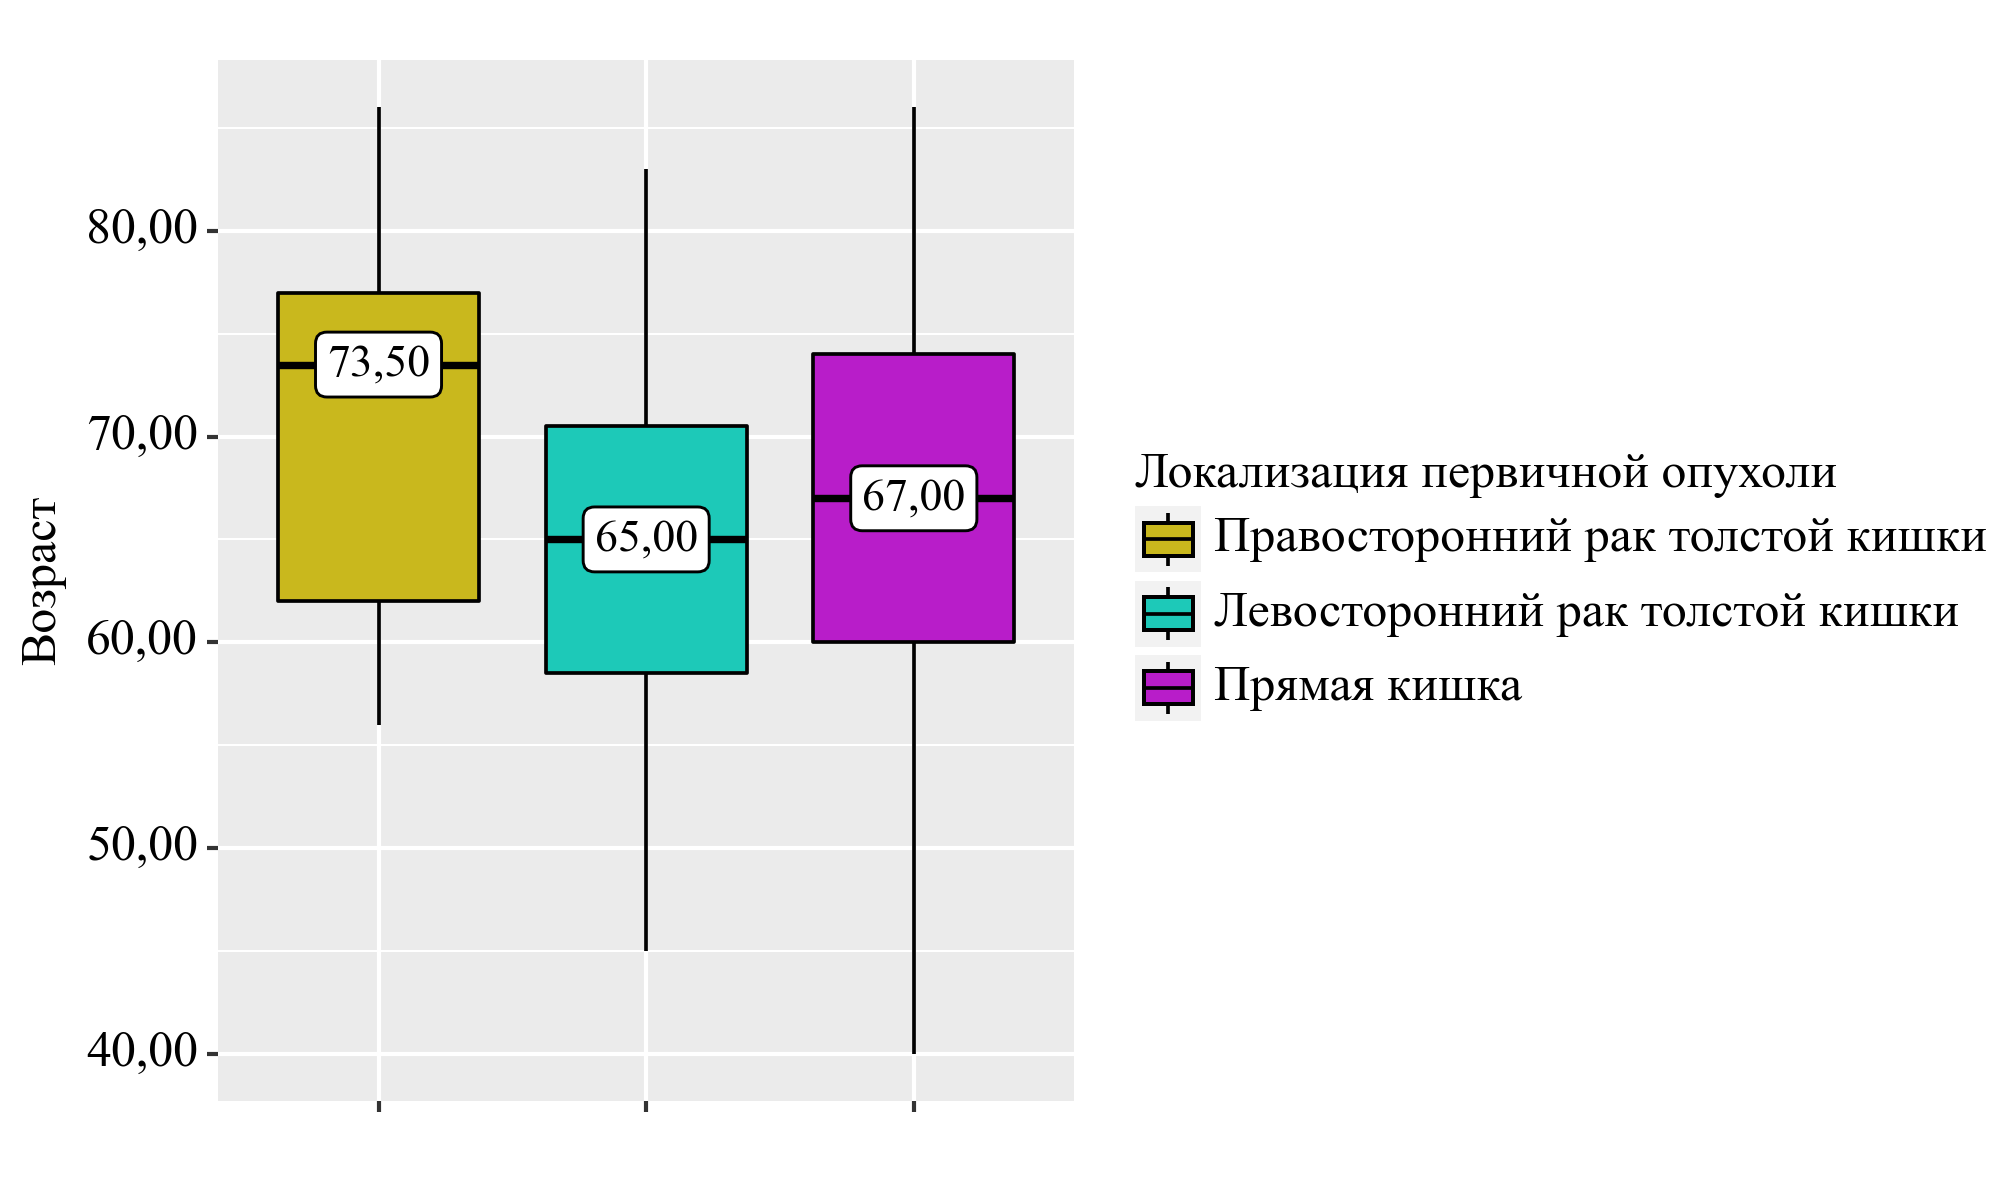 Возраст
80,00
70,00
60,00
50,00
40,00
73,50
65,00
67,00
Локализация первичной опухоли
Правосторонний рак толстой кишки
Левосторонний рак толстой кишки
Прямая кишка